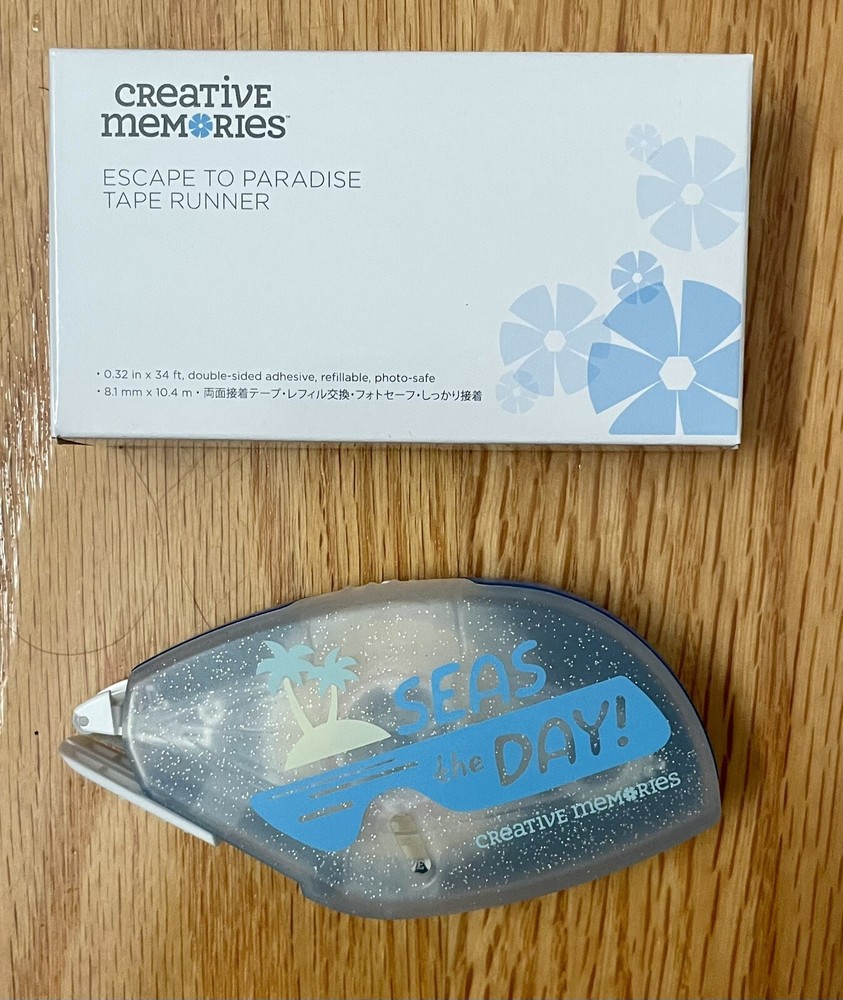 CREATIVE
MEMORIES™
ESCAPE TO PARADISE
TAPE RUNNER
• 0.32 in x 34 ft, double-sided adhesive, refillable, photo-safe
• 8.1 mm x 10.4 m・両面接着テープ・レフィル交換・フォトセーフ・しっかり接着
SEAS
the DAY!
CREATIVE MEMORIES